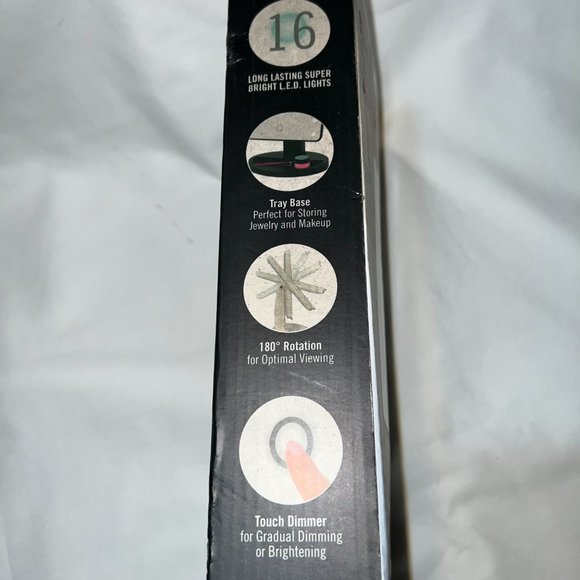 16
LONG LASTING SUPER
BRIGHT L.E.D. LIGHTS
Tray Base
Perfect for Storing
Jewelry and Makeup
180° Rotation
for Optimal Viewing
Touch Dimmer
for Gradual Dimming
or Brightening